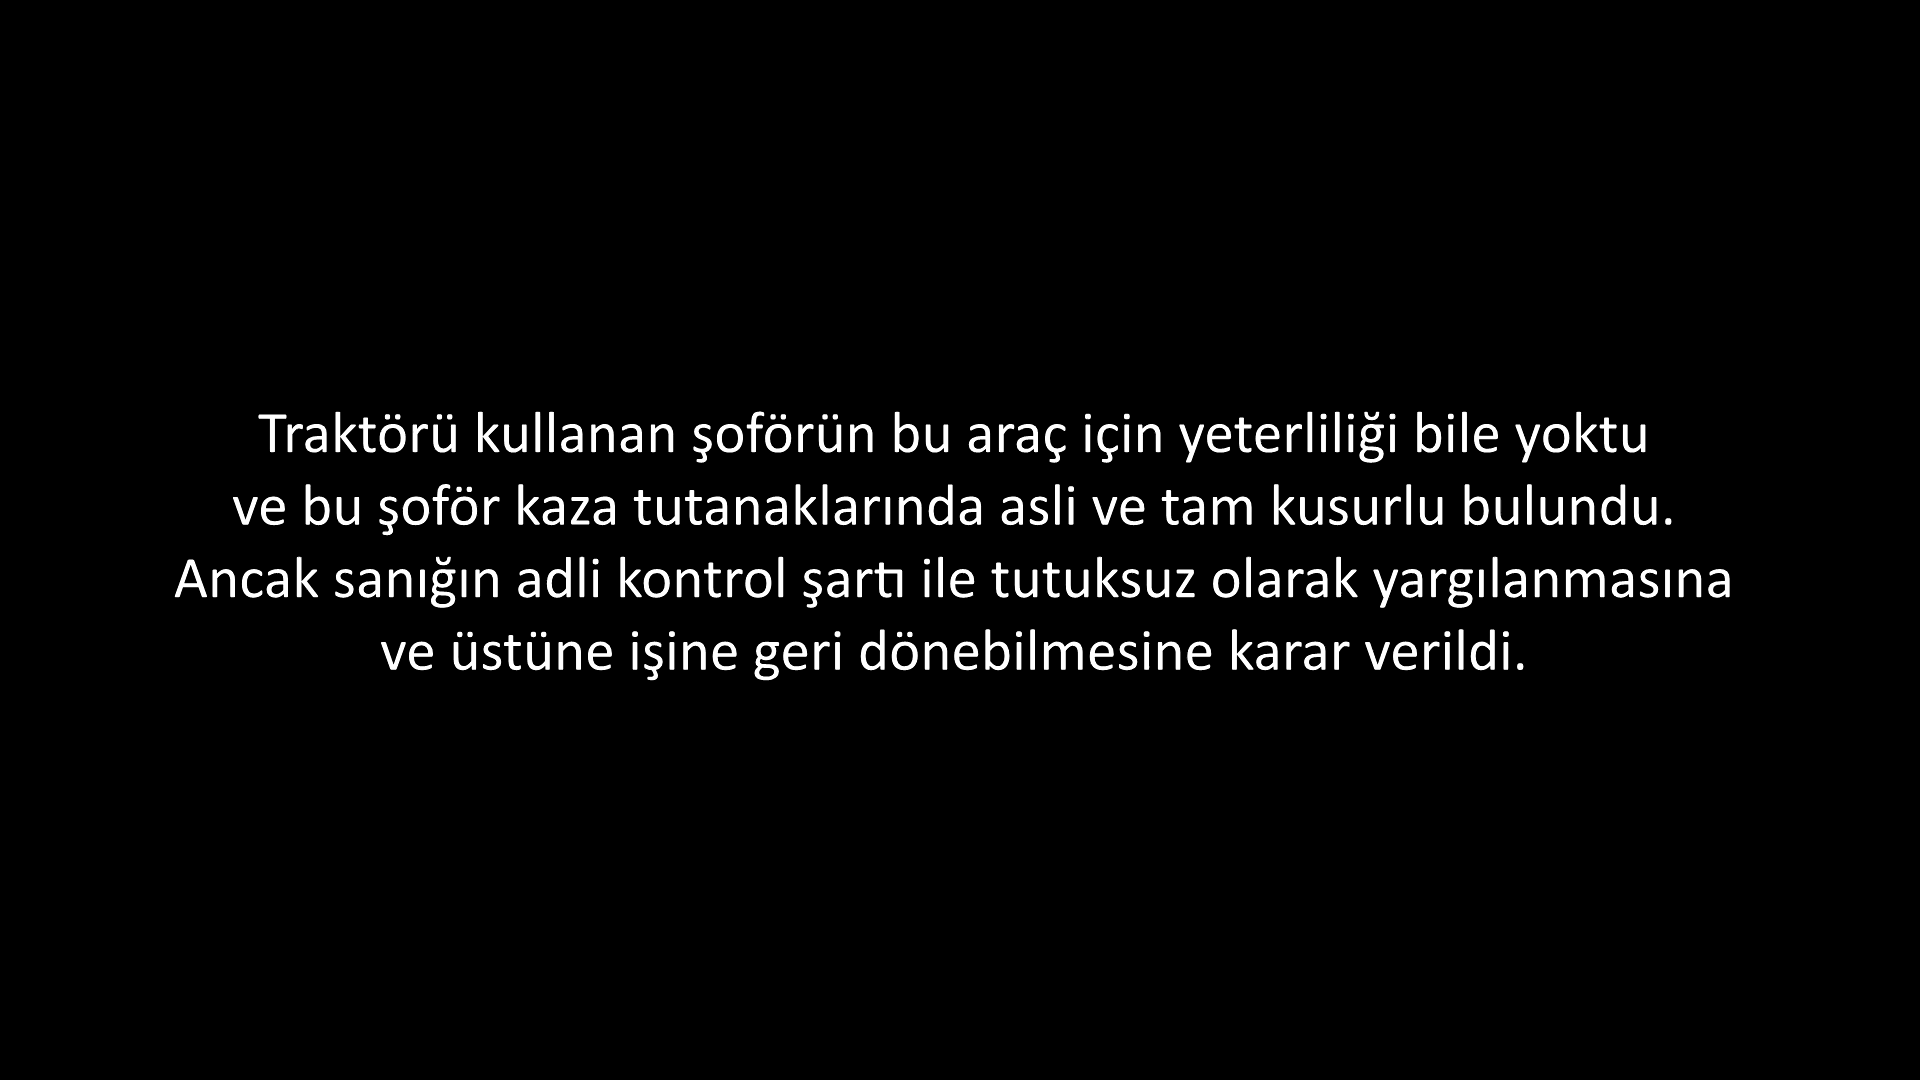 Traktörü kullanan şoförün bu araç için yeterliliği bile yoktu
ve bu şoför kaza tutanaklarında asli ve tam kusurlu bulundu.
Ancak sanığın adli kontrol şartı ile tutuksuz olarak yargılanmasına
ve üstüne işine geri dönebilmesine karar verildi.